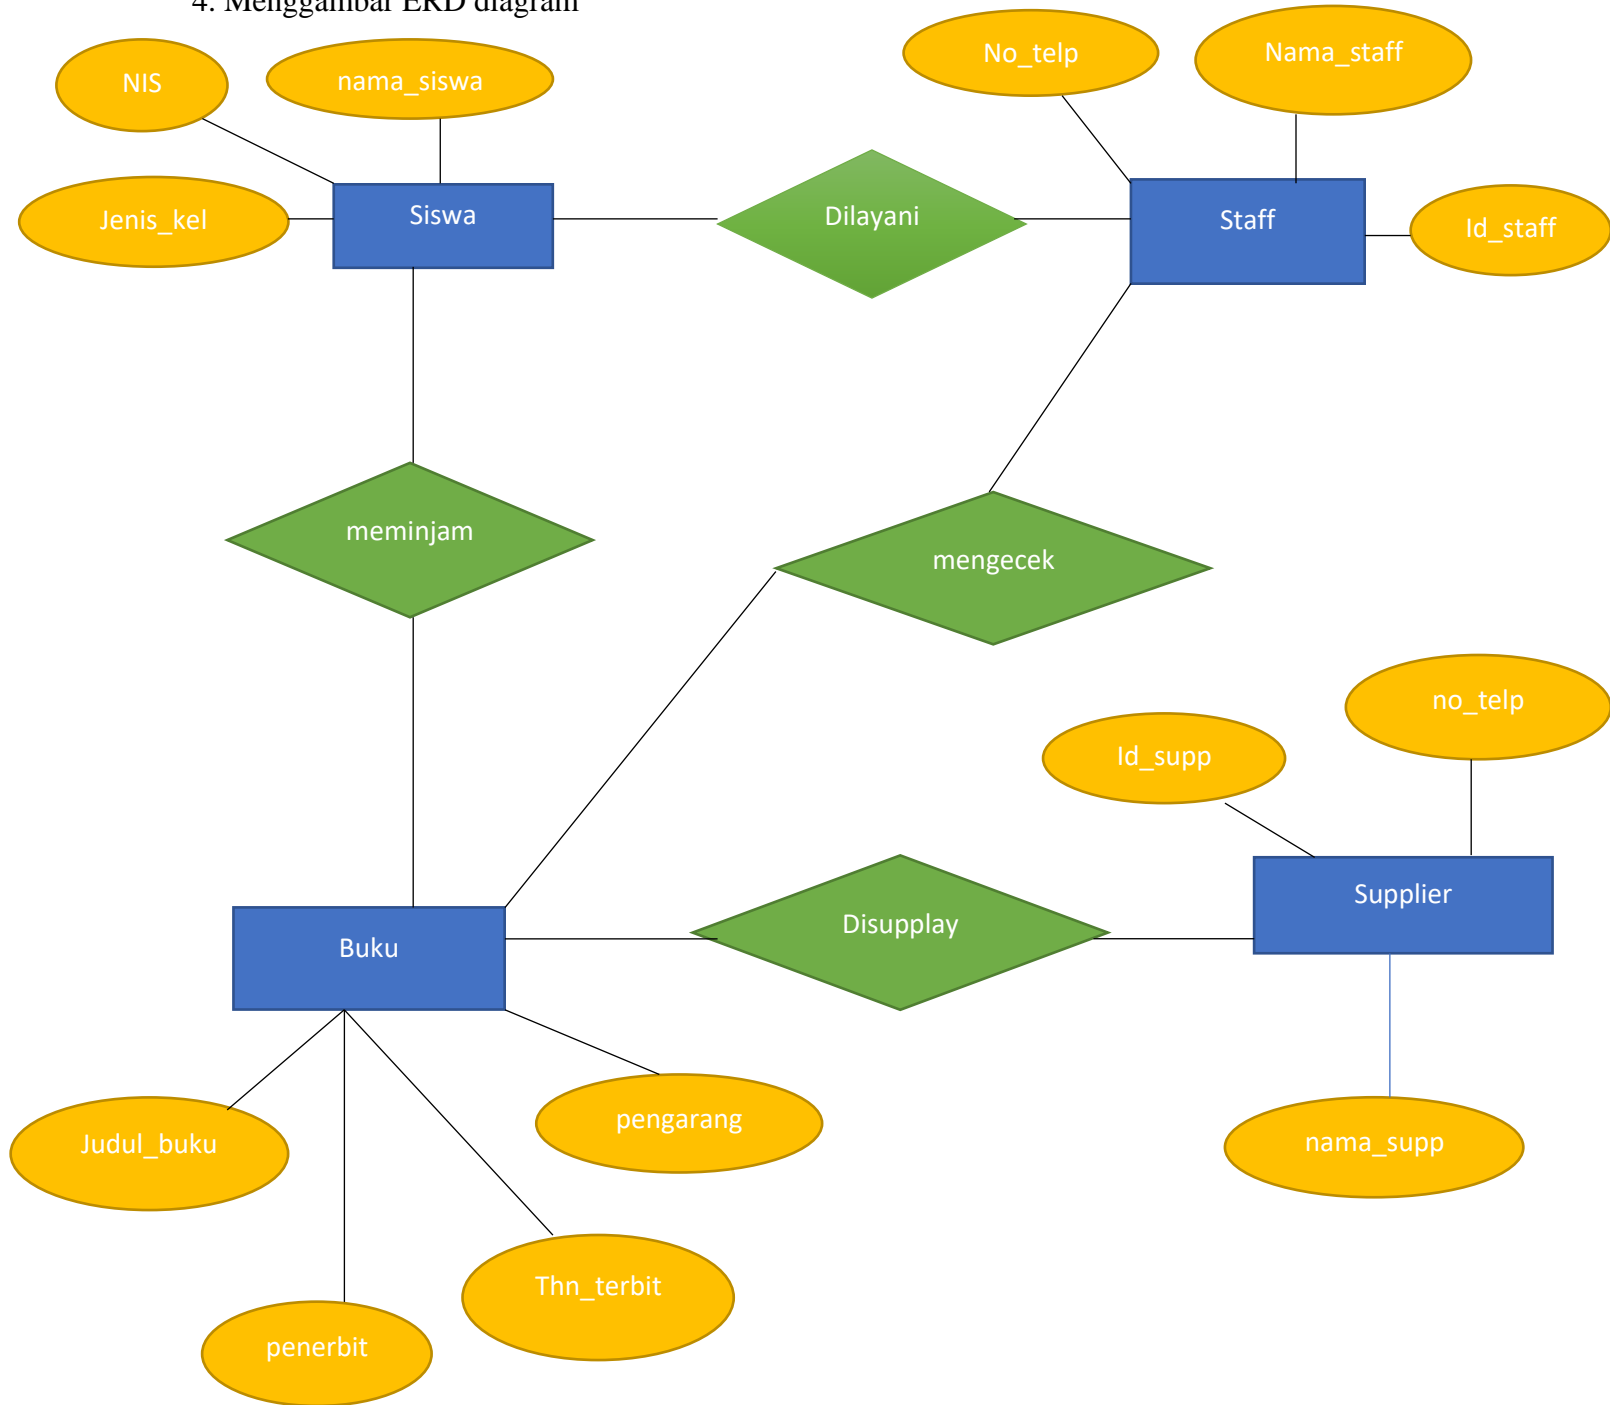 4. Menggambar ERD diagram
No_telp
Nama_staff
NIS
nama_siswa
Jenis_kel
Siswa
Dilayani
Staff
Id_staff
meminjam
mengecek
no_telp
Id_supp
Supplier
Disupplay
Buku
pengarang
Judul_buku
nama_supp
Thn_terbit
penerbit